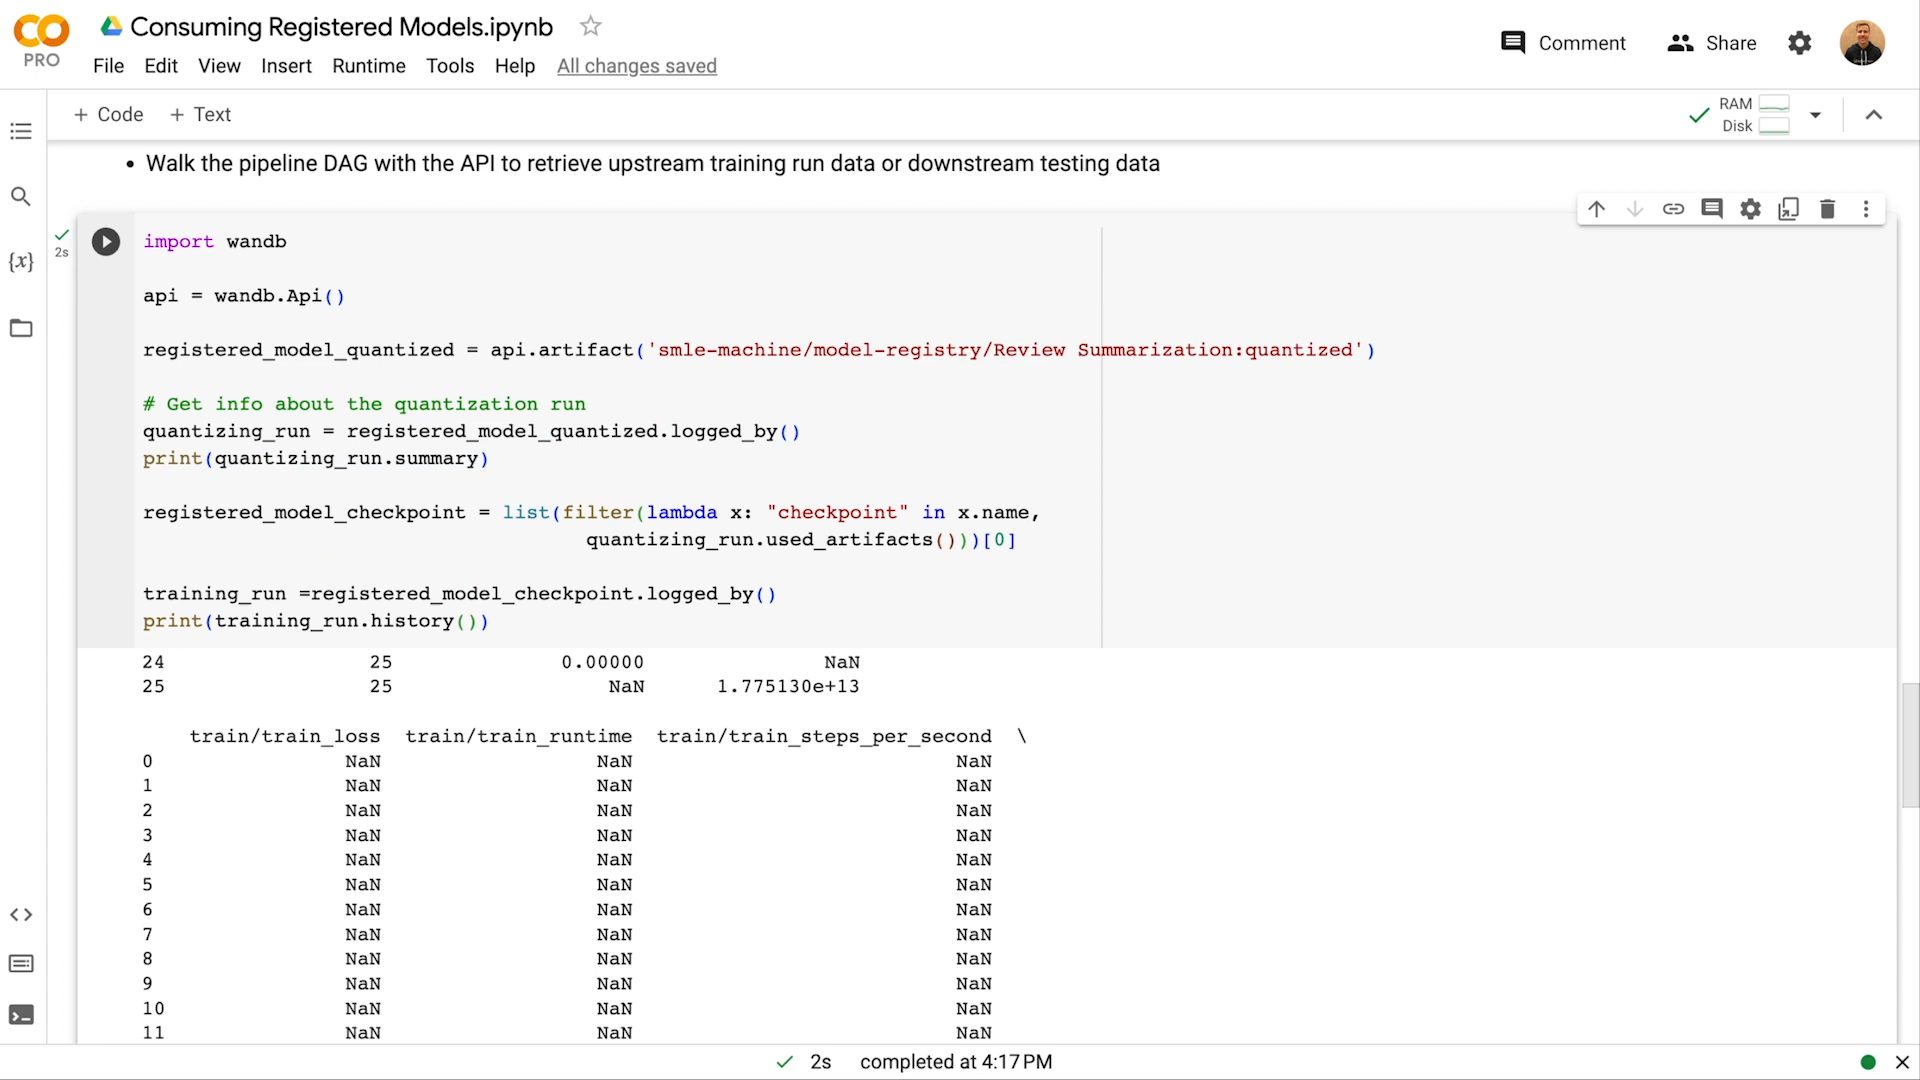 CO PRO
Consuming Registered Models.ipynb
File Edit View Insert Runtime Tools Help All changes saved
Comment Share
+ Code + Text
RAM
Disk
• Walk the pipeline DAG with the API to retrieve upstream training run data or downstream testing data
2s
{x}
import wandb
api = wandb.Api()
registered_model_quantized = api.artifact('smle-machine/model-registry/Review Summarization:quantized')
# Get info about the quantization run
quantizing_run = registered_model_quantized.logged_by()
print(quantizing_run.summary)
registered_model_checkpoint = list(filter(lambda x: "checkpoint" in x.name,
quantizing_run.used_artifacts()))[0]
training_run =registered_model_checkpoint.logged_by()
print(training_run.history())
24 25 0.00000 NaN
25 25 NaN 1.775130e+13
train/train_loss train/train_runtime train/train_steps_per_second \
0 NaN NaN NaN
1 NaN NaN NaN
2 NaN NaN NaN
3 NaN NaN NaN
4 NaN NaN NaN
5 NaN NaN NaN
6 NaN NaN NaN
7 NaN NaN NaN
8 NaN NaN NaN
9 NaN NaN NaN
10 NaN NaN NaN
11 NaN NaN NaN
2s completed at 4:17 PM